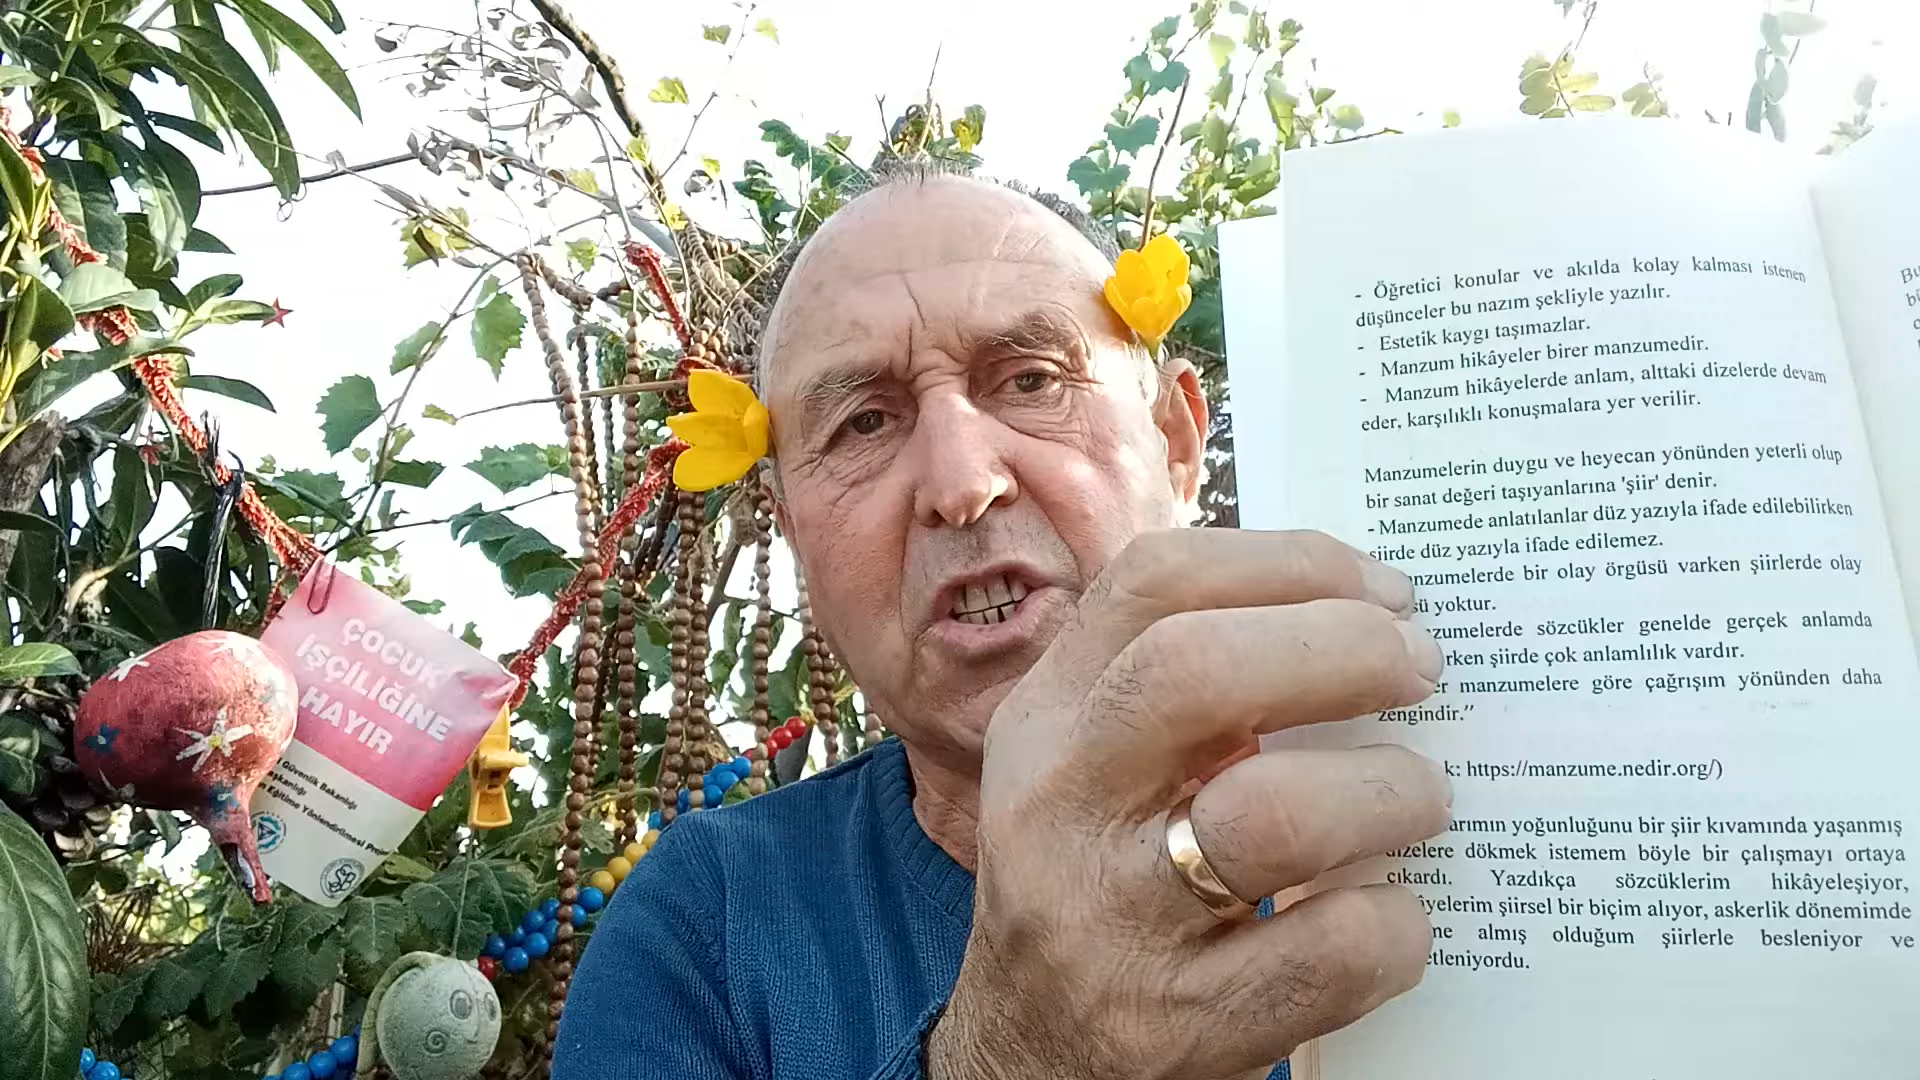 ÇOCUK
İŞÇİLİĞİNE
HAYIR
Güvenlik Bakanlığı
Eğitime Yönlendirilmesi
- Öğretici konular ve akılda kolay kalması istenen
düşünceler bu nazım şekliyle yazılır.
- Estetik kaygı taşımazlar.
- Manzum hikâyeler birer manzumedir.
- Manzum hikâyelerde anlam, alttaki dizelerde devam
eder, karşılıklı konuşmalara yer verilir.
Manzumelerin duygu ve heyecan yönünden yeterli olup
bir sanat değeri taşıyanlarına 'şiir' denir.
- Manzumede anlatılanlar düz yazıyla ifade edilebilirken
şiirde düz yazıyla ifade edilemez.
bir olay örgüsü varken şiirlerde olay
yoktur.
sözcükler genelde gerçek anlamda
şiirde çok anlamlılık vardır.
manzumelere göre çağrışım yönünden daha
zengindir.”
https://manzume.nedir.org/)
yoğunluğunu bir şiir kıvamında yaşanmış
dizelere dökmek istemem böyle bir çalışmayı ortaya
çıkardı. Yazdıkça sözcüklerim hikâyeleşiyor,
şiirsel bir biçim alıyor, askerlik dönemimde
almış olduğum şiirlerle besleniyor ve